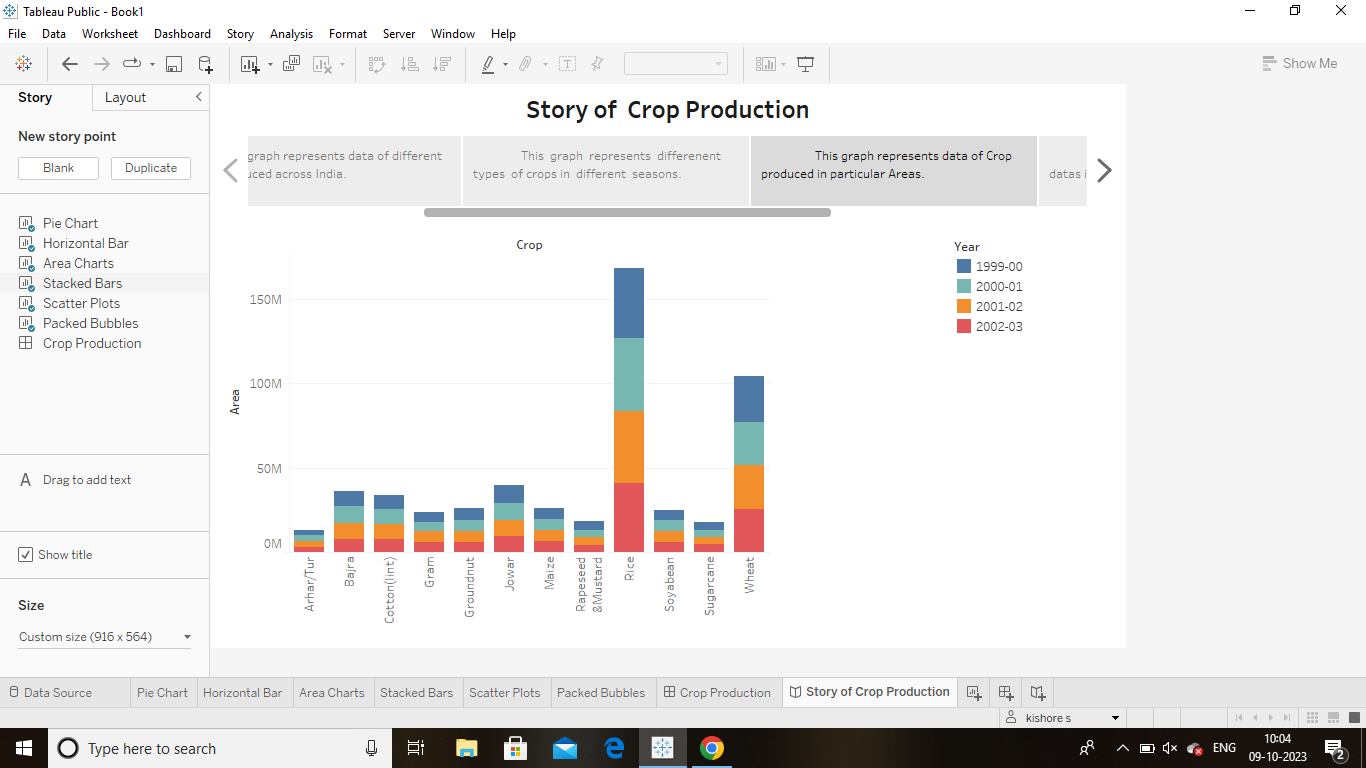 Tableau Public - Book1
File Data Worksheet Dashboard Story Analysis Format Server Window Help
Show Me
Story Layout
New story point
Blank Duplicate
Pie Chart
Horizontal Bar
Area Charts
Stacked Bars
Scatter Plots
Packed Bubbles
Crop Production
A Drag to add text
Show title
Size
Custom size (916 x 564)
Story of Crop Production
graph represents data of different
uced across India.
This graph represents differenent
types of crops in different seasons.
This graph represents data of Crop
produced in particular Areas.
datas i
Crop
Area
150M
100M
50M
0M
Arhar/Tur
Bajra
Cotton(lint)
Gram
Groundnut
Jowar
Maize
Rapeseed
&Mustard
Rice
Soyabean
Sugarcane
Wheat
Year
1999-00
2000-01
2001-02
2002-03
Data Source Pie Chart Horizontal Bar Area Charts Stacked Bars Scatter Plots Packed Bubbles Crop Production Story of Crop Production
kishore s
Type here to search
ENG
10:04
09-10-2023
2